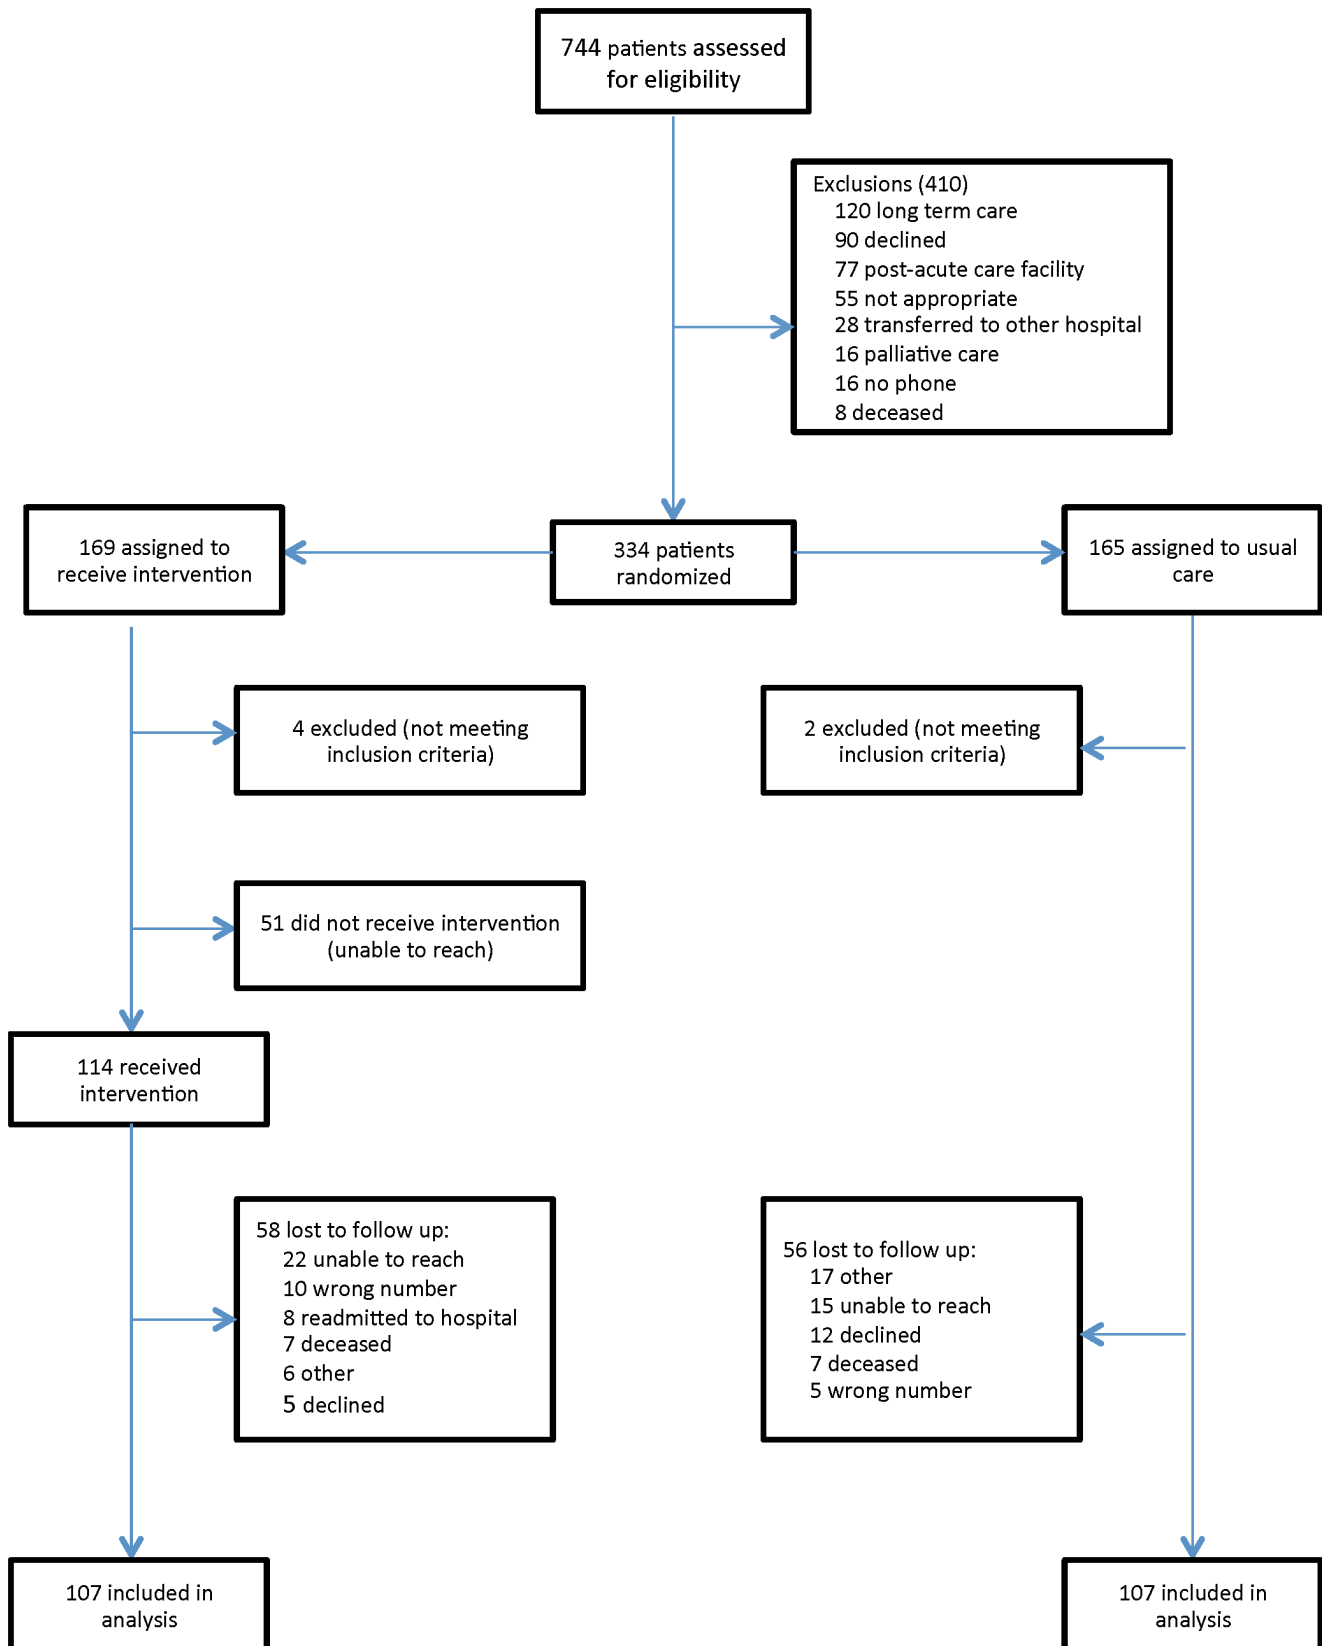 744 patients assessed
for eligibility
Exclusions (410)
120 long term care
90 declined
77 post-acute care facility
55 not appropriate
28 transferred to other hospital
16 palliative care
16 no phone
8 deceased
169 assigned to
receive intervention
334 patients
randomized
165 assigned to usual
care
4 excluded (not meeting
inclusion criteria)
2 excluded (not meeting
inclusion criteria)
51 did not receive intervention
(unable to reach)
114 received
intervention
58 lost to follow up:
22 unable to reach
10 wrong number
8 readmitted to hospital
7 deceased
6 other
5 declined
56 lost to follow up:
17 other
15 unable to reach
12 declined
7 deceased
5 wrong number
107 included in
analysis
107 included in
analysis